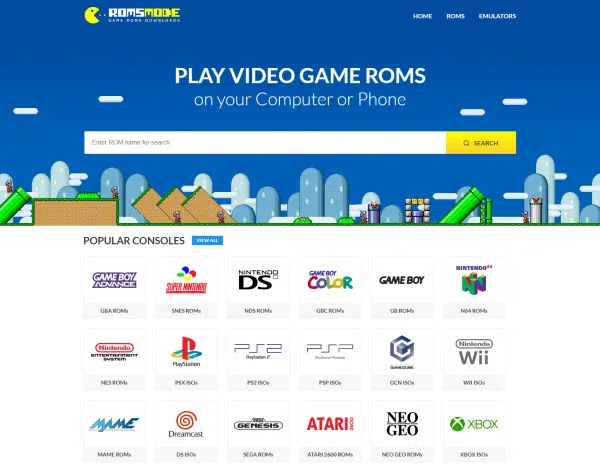 ROMSMODE
GAME ROMS DOWNLOADS
HOME ROMS EMULATORS
PLAY VIDEO GAME ROMS
on your Computer or Phone
Enter ROM name for search
SEARCH
POPULAR CONSOLES VIEW ALL
GAME BOY ADVANCE
SUPER NINTENDO
NINTENDO DS
GAME BOY COLOR
GAME BOY
NINTENDO 64
GBA ROMs SNES ROMs NDS ROMs GBC ROMs GB ROMs N64 ROMs
Nintendo ENTERTAINMENT SYSTEM
PlayStation
PS2 PlayStation 2
PSP PlayStation Portable
GAMECUBE
Nintendo Wii
NES ROMs PSX ISOs PS2 ISOs PSP ISOs GCN ISOs WII ISOs
MAME
Dreamcast
SEGA GENESIS
ATARI 2600
NEO GEO
XBOX
MAME ROMs DS ISOs SEGA ROMs ATARI 2600 ROMs NEO GEO ROMs XBOX ISOs